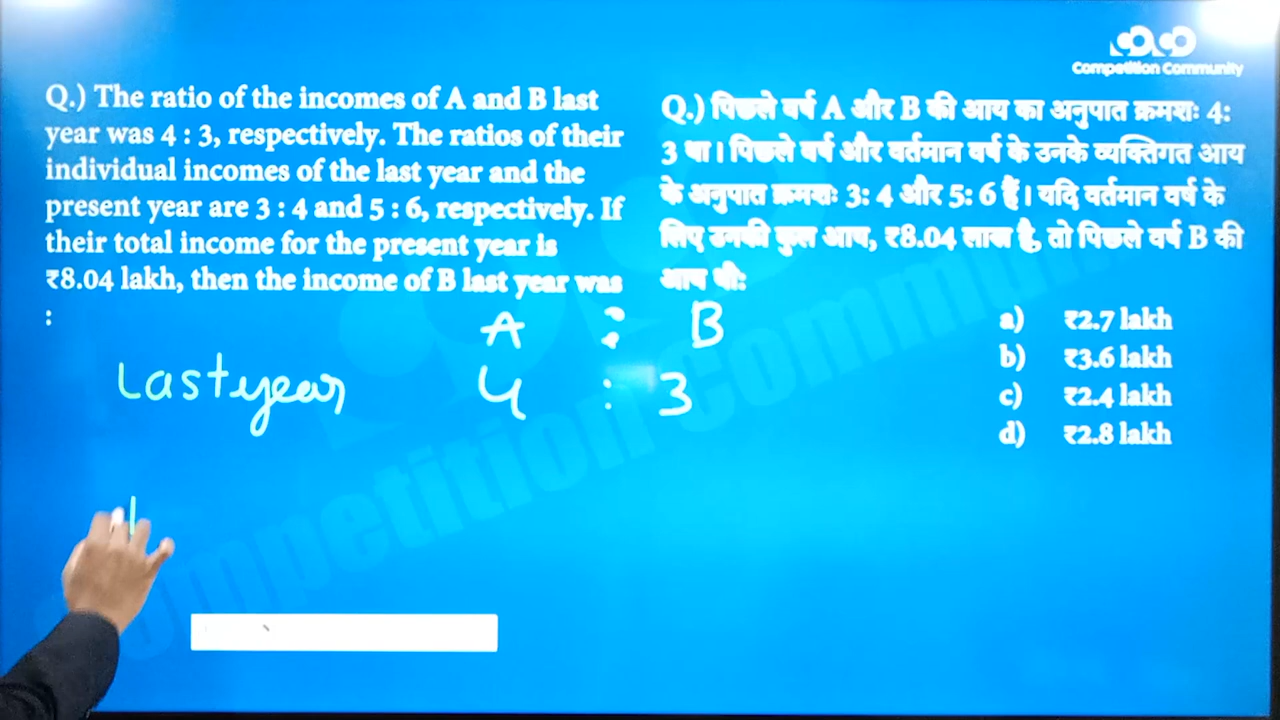 Competition Community
Q.) The ratio of the incomes of A and B last
year was 4 : 3, respectively. The ratios of their
individual incomes of the last year and the
present year are 3 : 4 and 5 : 6, respectively. If
their total income for the present year is
₹8.04 lakh, then the income of B last year was
:
Q.) पिछले वर्ष A और B की आय का अनुपात क्रमशः 4:
3 था। पिछले वर्ष और वर्तमान वर्ष के उनके व्यक्तिगत आय
के अनुपात क्रमशः 3: 4 और 5: 6 हैं। यदि वर्तमान वर्ष के
लिए उनकी कुल आय, ₹8.04 लाख है, तो पिछले वर्ष B की
आय थी:
a) ₹2.7 lakh
b) ₹3.6 lakh
c) ₹2.4 lakh
d) ₹2.8 lakh
A : B
Last year 4 : 3
Competition Community